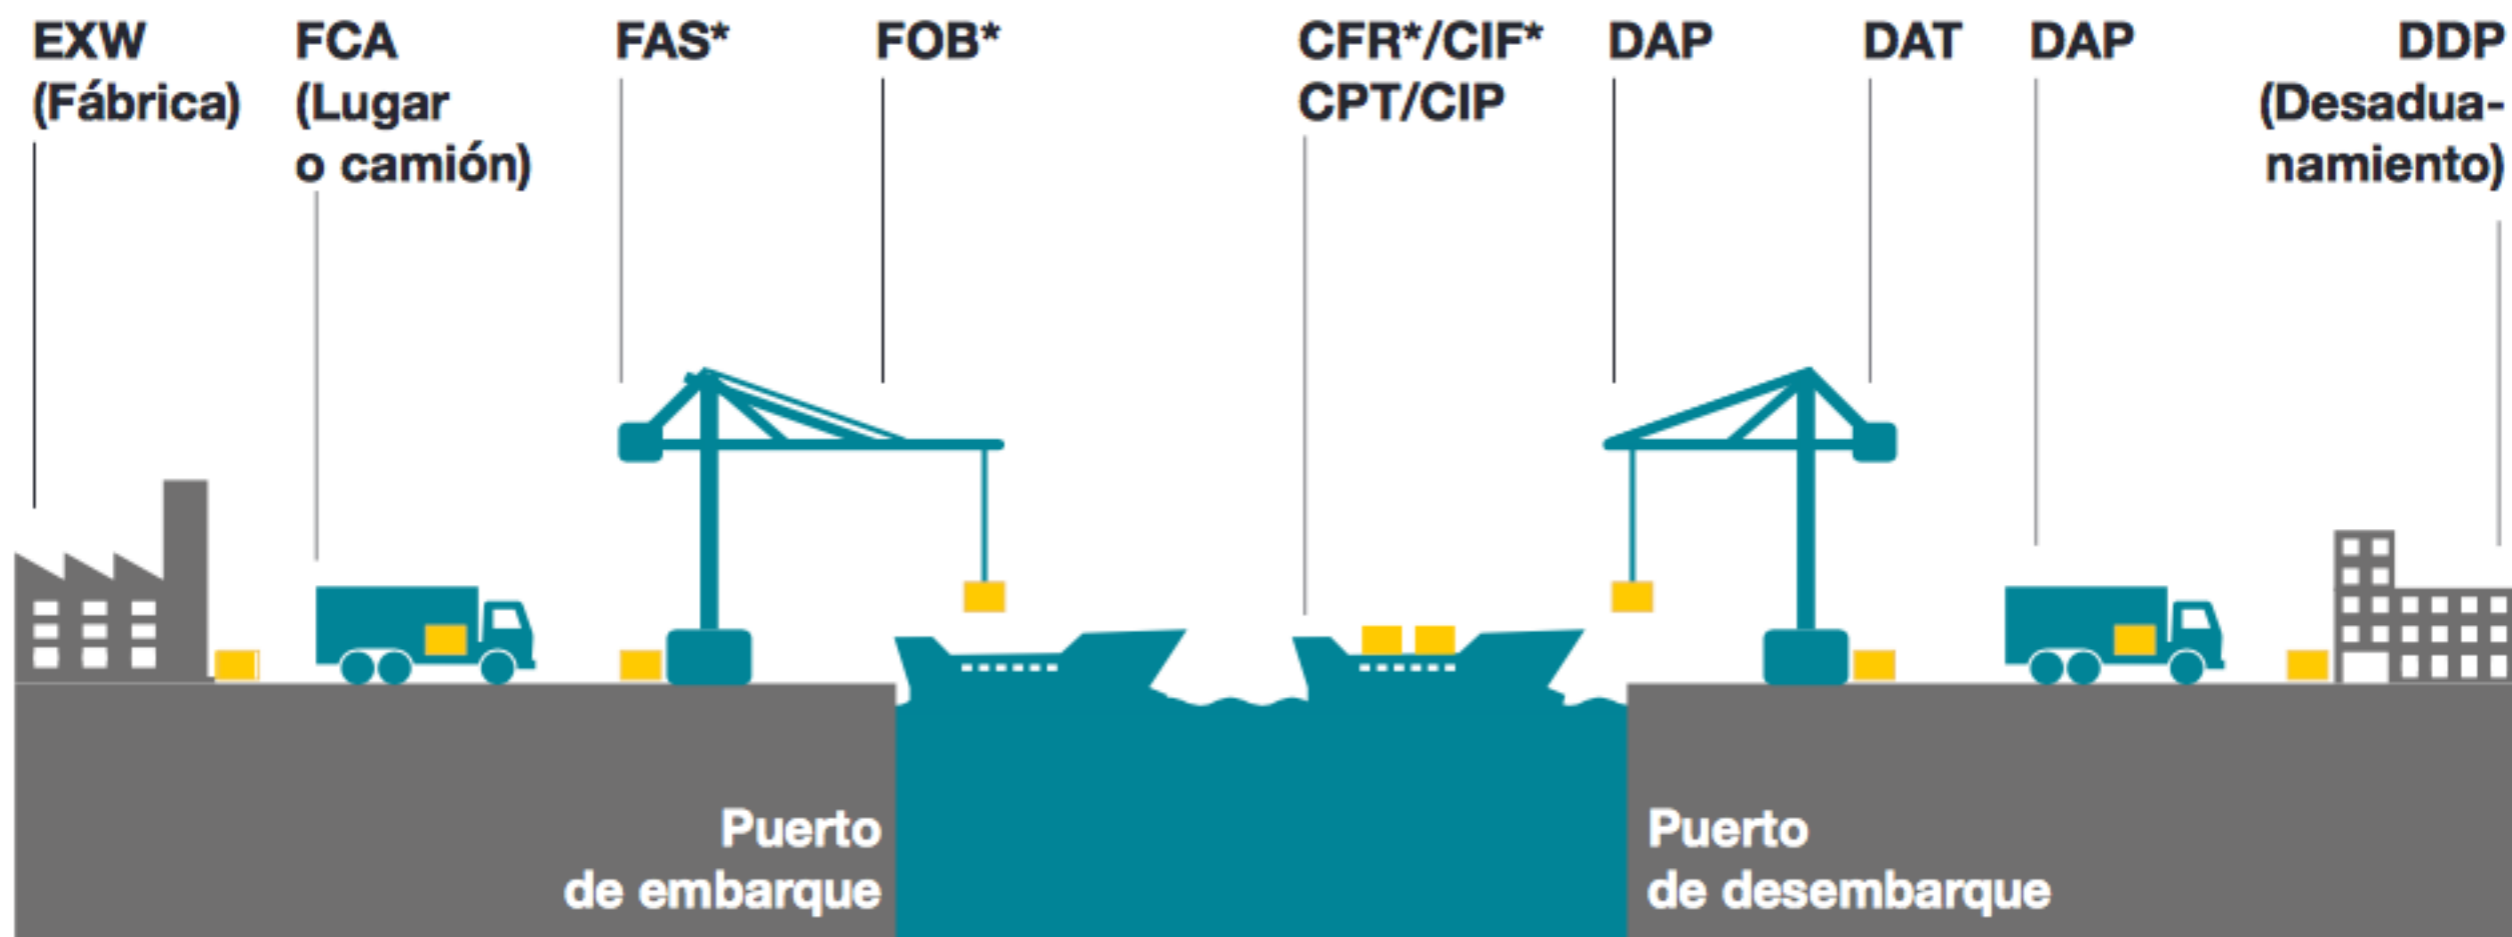 EXW
(Fábrica)
FCA
(Lugar
o camión)
FAS*
FOB*
CFR*/CIF*
CPT/CIP
DAP
DAT
DAP
DDP
(Desadua-
namiento)
Puerto
de embarque
Puerto
de desembarque